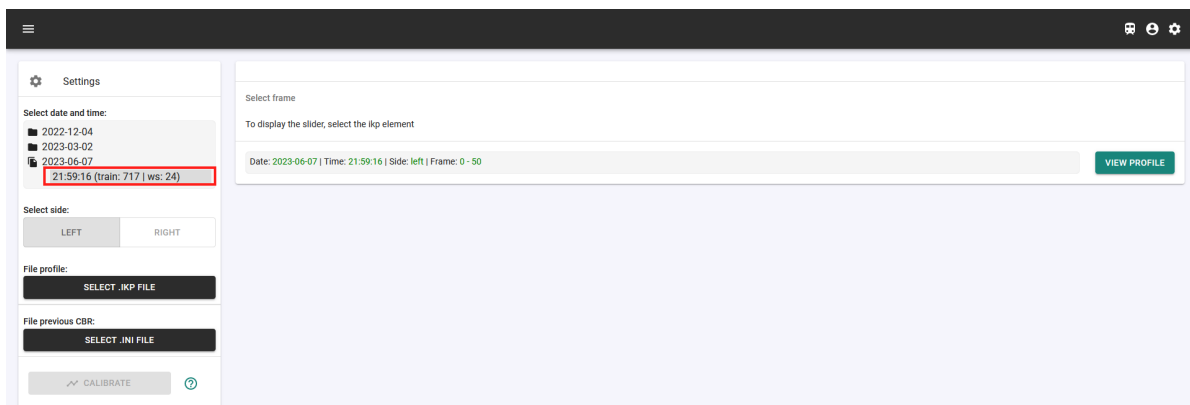 Settings
Select date and time:
2022-12-04
2023-03-02
2023-06-07
21:59:16 (train: 717 | ws: 24)
Select side:
LEFT
RIGHT
File profile:
SELECT .IKP FILE
File previous CBR:
SELECT .INI FILE
CALIBRATE
Select frame
To display the slider, select the ikp element
Date: 2023-06-07 | Time: 21:59:16 | Side: left | Frame: 0 - 50
VIEW PROFILE